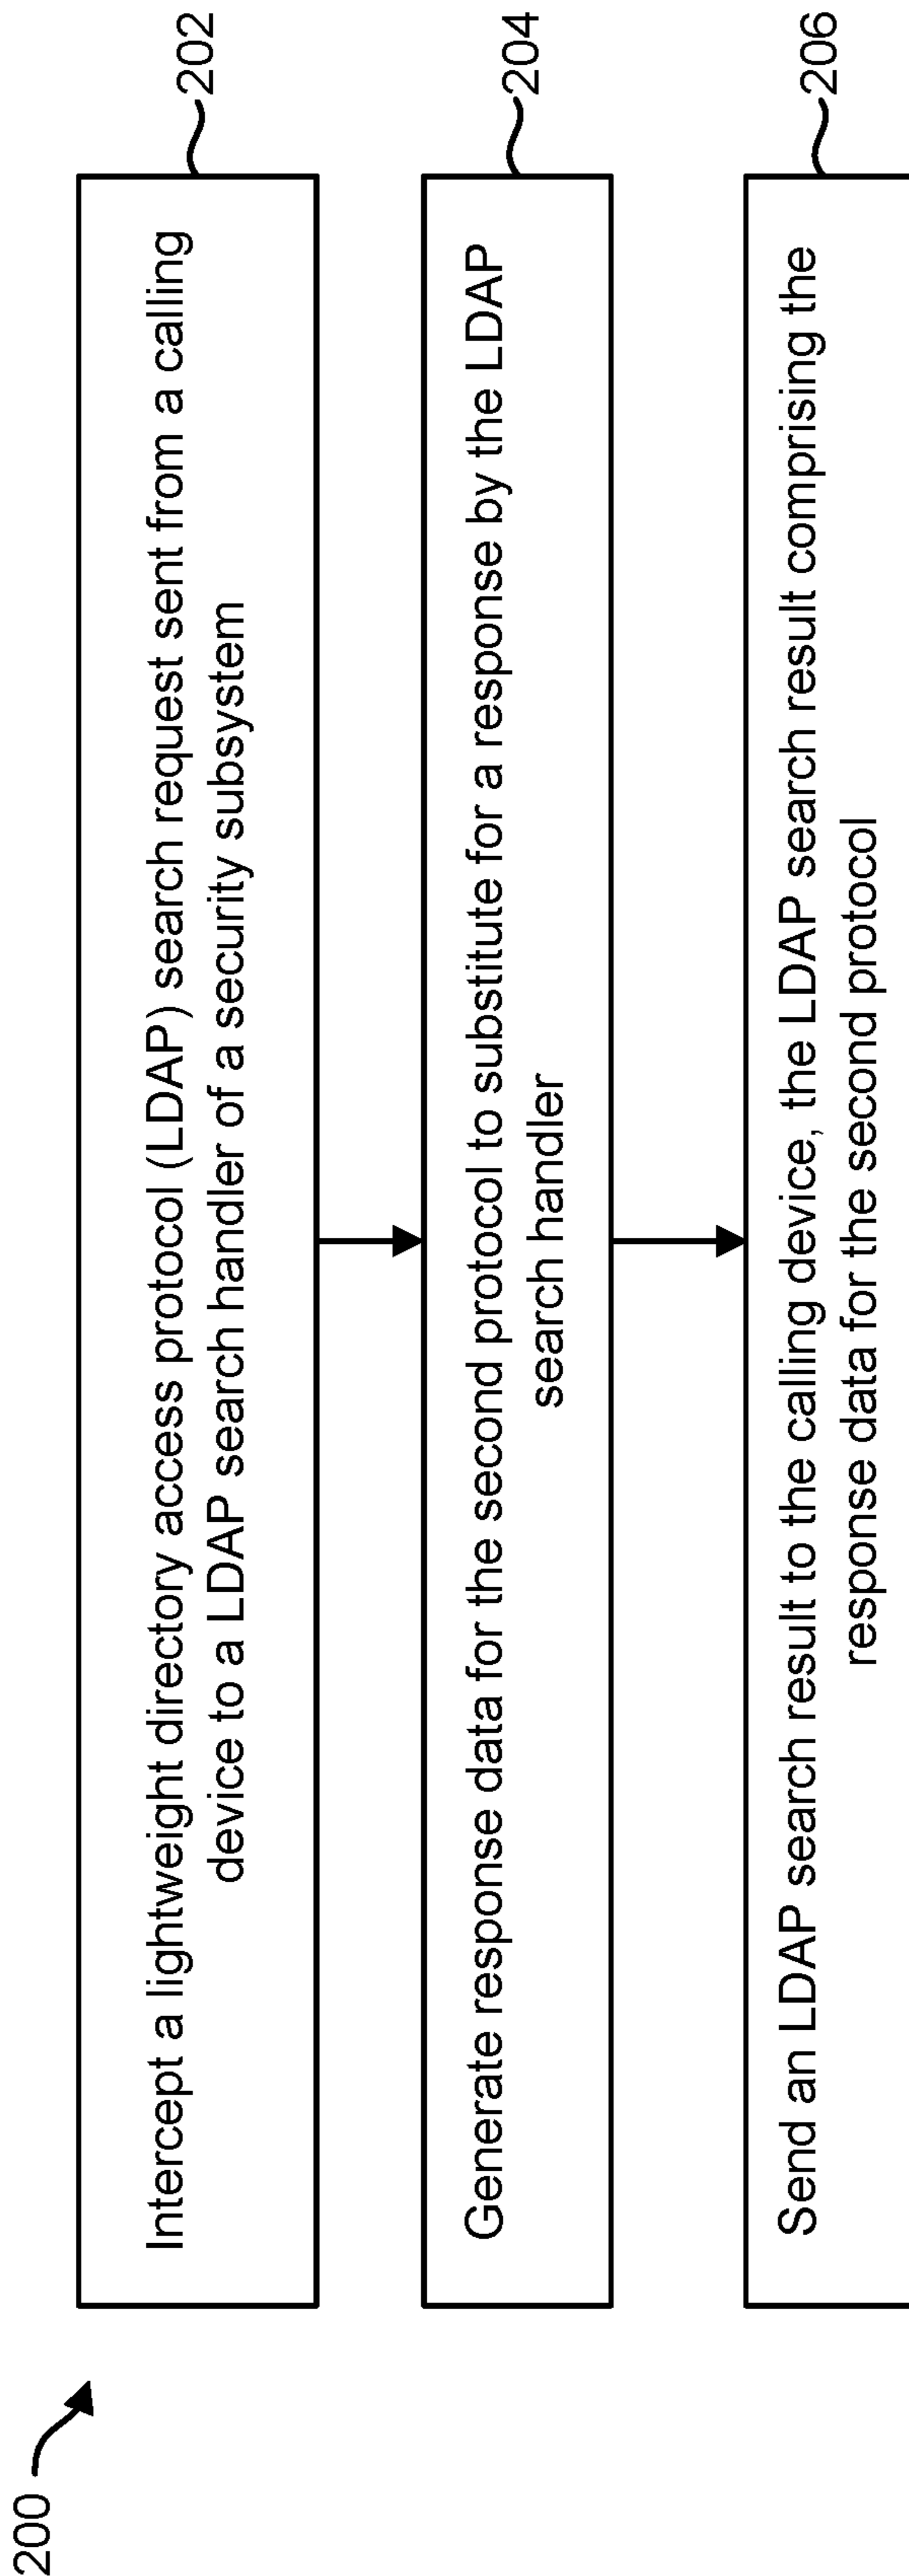 200
Intercept a lightweight directory access protocol (LDAP) search request sent from a calling
device to a LDAP search handler of a security subsystem
202
Generate response data for the second protocol to substitute for a response by the LDAP
search handler
204
Send an LDAP search result to the calling device, the LDAP search result comprising the
response data for the second protocol
206